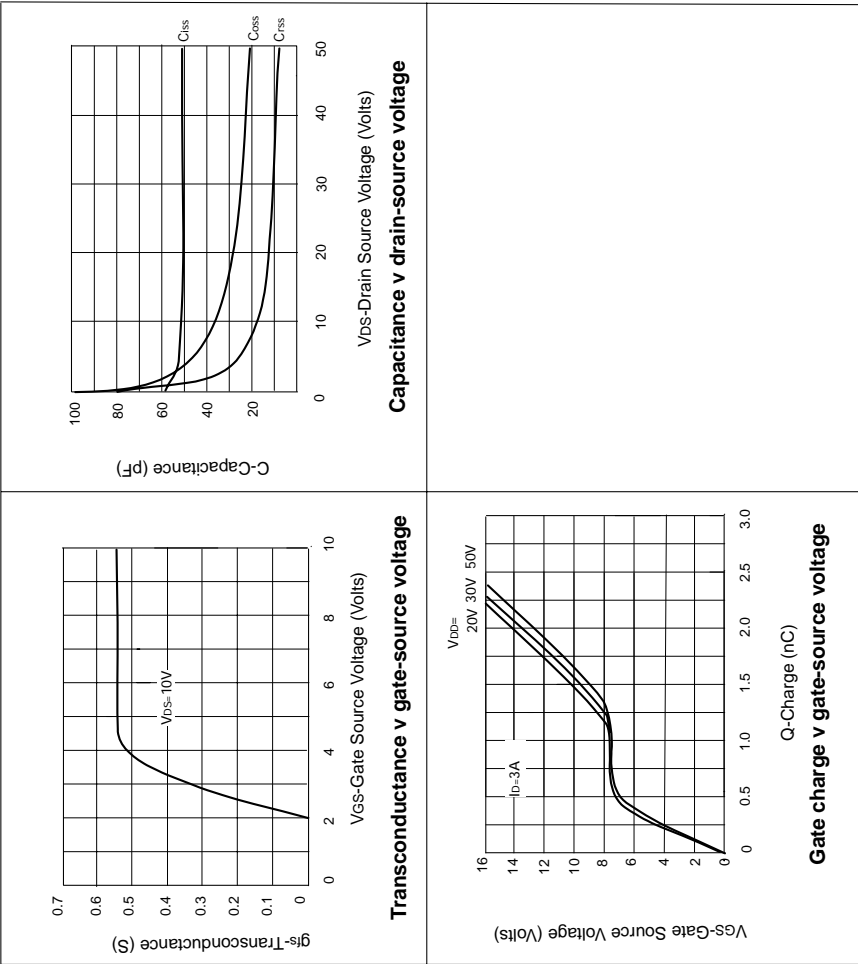 100
80
60
40
20
0
10
20
30
40
50
Ciss
Coss
Crss
C-Capacitance (pF)
VDS-Drain Source Voltage (Volts)
Capacitance v drain-source voltage
0.7
0.6
0.5
0.4
0.3
0.2
0.1
0
0
2
4
6
8
10
VDS=10V
gfs-Transconductance (S)
VGS-Gate Source Voltage (Volts)
Transconductance v gate-source voltage
16
14
12
10
8
6
4
2
0
0
0.5
1.0
1.5
2.0
2.5
3.0
VDD=
20V 30V 50V
ID=3A
VGS-Gate Source Voltage (Volts)
Q-Charge (nC)
Gate charge v gate-source voltage